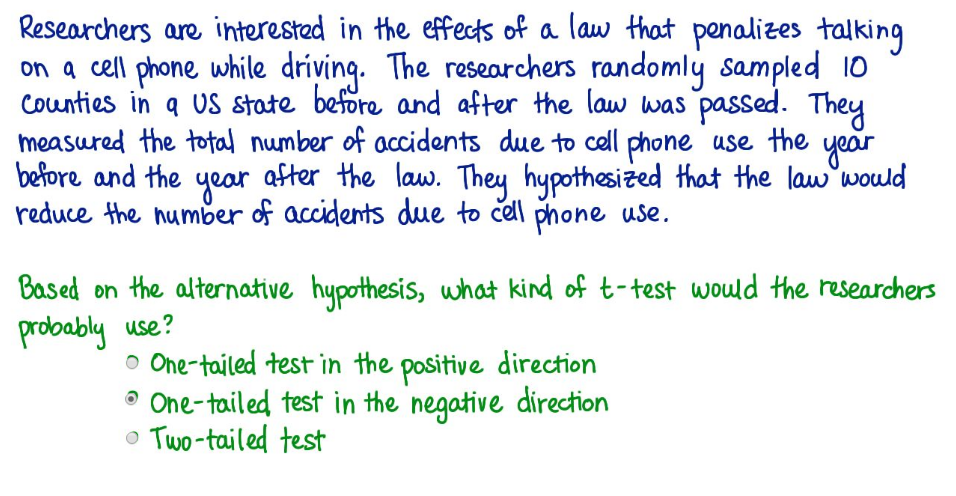 Researchers are interested in the effects of a law that penalizes talking
on a cell phone while driving. The researchers randomly sampled 10
counties in a US state before and after the law was passed. They
measured the total number of accidents due to cell phone use the year
before and the year after the law. They hypothesized that the law would
reduce the number of accidents due to cell phone use.
Based on the alternative hypothesis, what kind of t-test would the researchers
probably use?
One-tailed test in the positive direction
One-tailed test in the negative direction
Two-tailed test